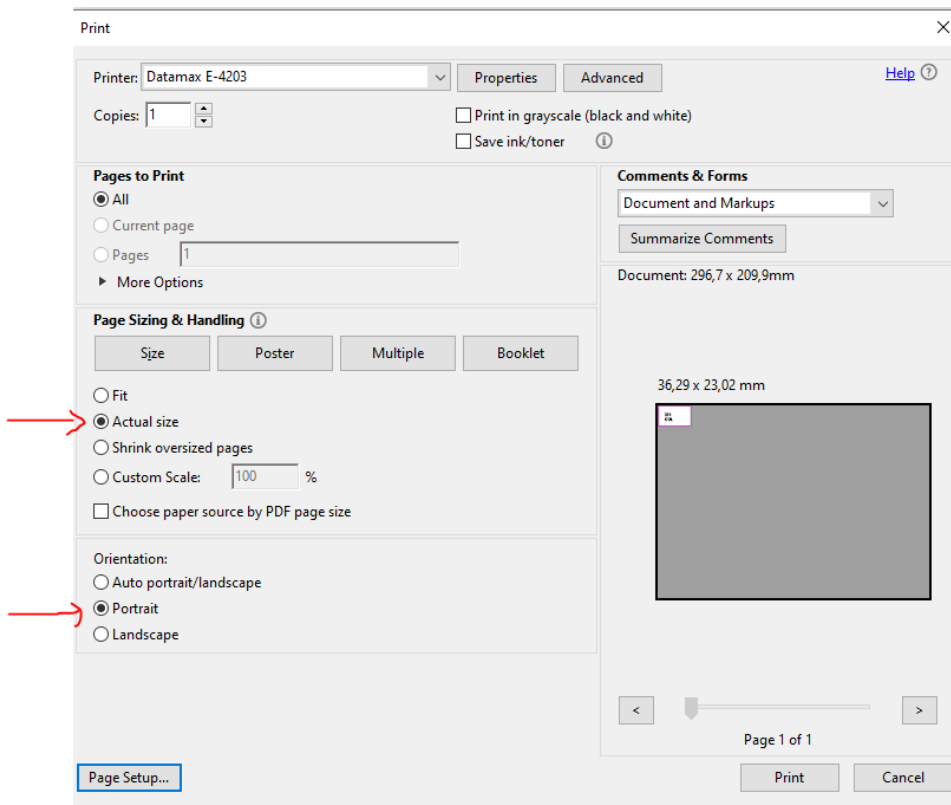 Print
Printer: Datamax E-4203 Properties Advanced Help
Copies: 1 Print in grayscale (black and white)
Save ink/toner
Pages to Print
All
Current page
Pages 1
More Options
Page Sizing & Handling
Size Poster Multiple Booklet
Fit
Actual size
Shrink oversized pages
Custom Scale: 100 %
Choose paper source by PDF page size
Orientation:
Auto portrait/landscape
Portrait
Landscape
Comments & Forms
Document and Markups
Summarize Comments
Document: 296,7 x 209,9mm
36,29 x 23,02 mm
< >
Page 1 of 1
Page Setup... Print Cancel